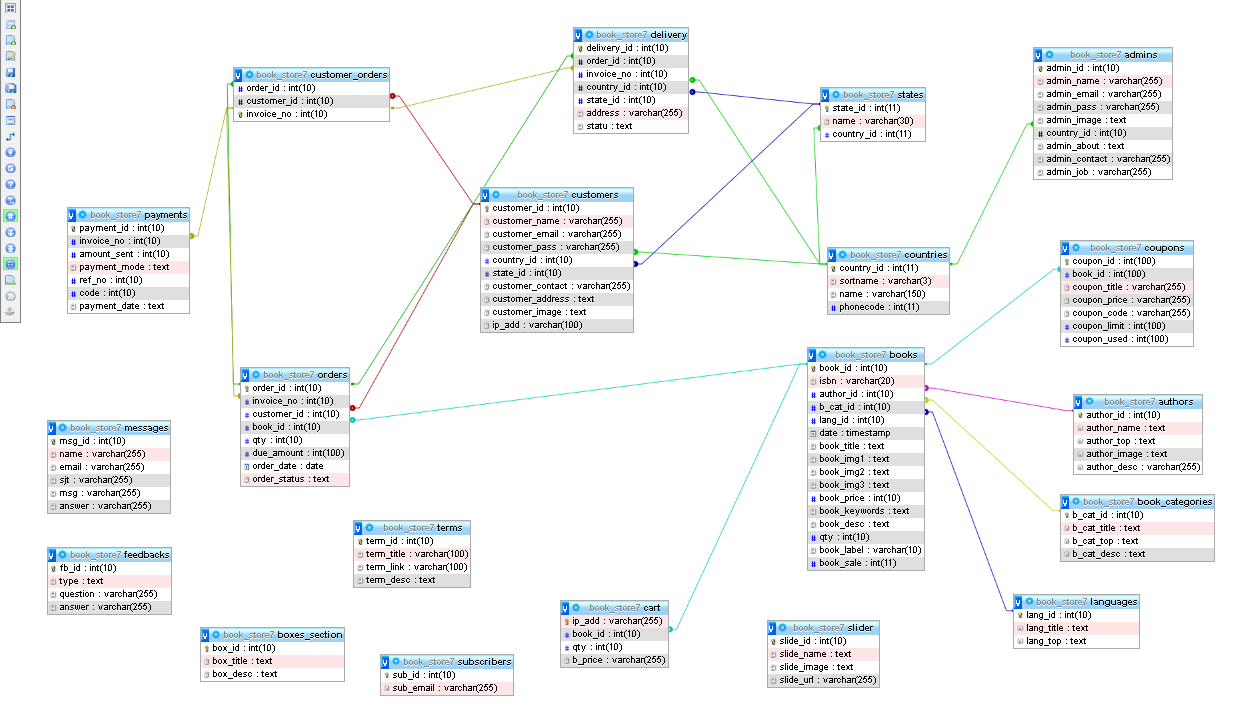 book_store7 delivery
delivery_id : int(10)
order_id : int(10)
invoice_no : int(10)
country_id : int(10)
state_id : int(10)
address : varchar(255)
statu : text
book_store7 admins
admin_id : int(10)
admin_name : varchar(255)
admin_email : varchar(255)
admin_pass : varchar(255)
admin_image : text
country_id : int(10)
admin_about : text
admin_contact : varchar(255)
admin_job : varchar(255)
book_store7 customer_orders
order_id : int(10)
customer_id : int(10)
invoice_no : int(10)
book_store7 states
state_id : int(11)
name : varchar(30)
country_id : int(11)
book_store7 customers
customer_id : int(10)
customer_name : varchar(255)
customer_email : varchar(255)
customer_pass : varchar(255)
country_id : int(10)
state_id : int(10)
customer_contact : varchar(255)
customer_address : text
customer_image : text
ip_add : varchar(100)
book_store7 payments
payment_id : int(10)
invoice_no : int(10)
amount_sent : int(10)
payment_mode : text
ref_no : int(10)
code : int(10)
payment_date : text
book_store7 countries
country_id : int(11)
sortname : varchar(3)
name : varchar(150)
phonecode : int(11)
book_store7 coupons
coupon_id : int(100)
book_id : int(100)
coupon_title : varchar(255)
coupon_price : varchar(255)
coupon_code : varchar(255)
coupon_limit : int(100)
coupon_used : int(100)
book_store7 books
book_id : int(10)
isbn : varchar(20)
author_id : int(10)
b_cat_id : int(10)
lang_id : int(10)
date : timestamp
book_title : text
book_img1 : text
book_img2 : text
book_img3 : text
book_price : int(10)
book_keywords : text
book_desc : text
qty : int(10)
book_label : varchar(10)
book_sale : int(11)
book_store7 orders
order_id : int(10)
invoice_no : int(10)
customer_id : int(10)
book_id : int(10)
qty : int(10)
due_amount : int(100)
order_date : date
order_status : text
book_store7 authors
author_id : int(10)
author_name : text
author_top : text
author_image : text
author_desc : varchar(255)
book_store7 messages
msg_id : int(10)
name : varchar(255)
email : varchar(255)
sjt : varchar(255)
msg : varchar(255)
answer : varchar(255)
book_store7 book_categories
b_cat_id : int(10)
b_cat_title : text
b_cat_top : text
b_cat_desc : text
book_store7 terms
term_id : int(10)
term_title : varchar(100)
term_link : varchar(100)
term_desc : text
book_store7 feedbacks
fb_id : int(10)
type : text
question : varchar(255)
answer : varchar(255)
book_store7 languages
lang_id : int(10)
lang_title : text
lang_top : text
book_store7 cart
ip_add : varchar(255)
book_id : int(10)
qty : int(10)
b_price : varchar(255)
book_store7 slider
slide_id : int(10)
slide_name : text
slide_image : text
slide_url : varchar(255)
book_store7 boxes_section
box_id : int(10)
box_title : text
box_desc : text
book_store7 subscribers
sub_id : int(10)
sub_email : varchar(255)